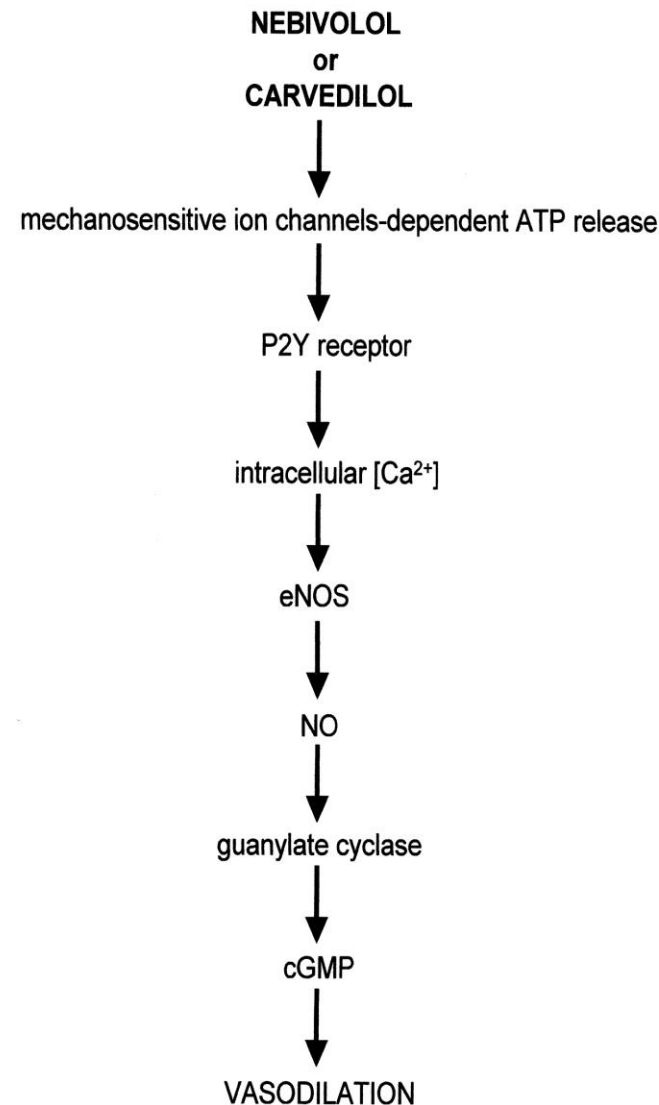 NEBIVOLOL
or
CARVEDILOL
mechanosensitive ion channels-dependent ATP release
P2Y receptor
intracellular [Ca²⁺]
eNOS
NO
guanylate cyclase
cGMP
VASODILATION